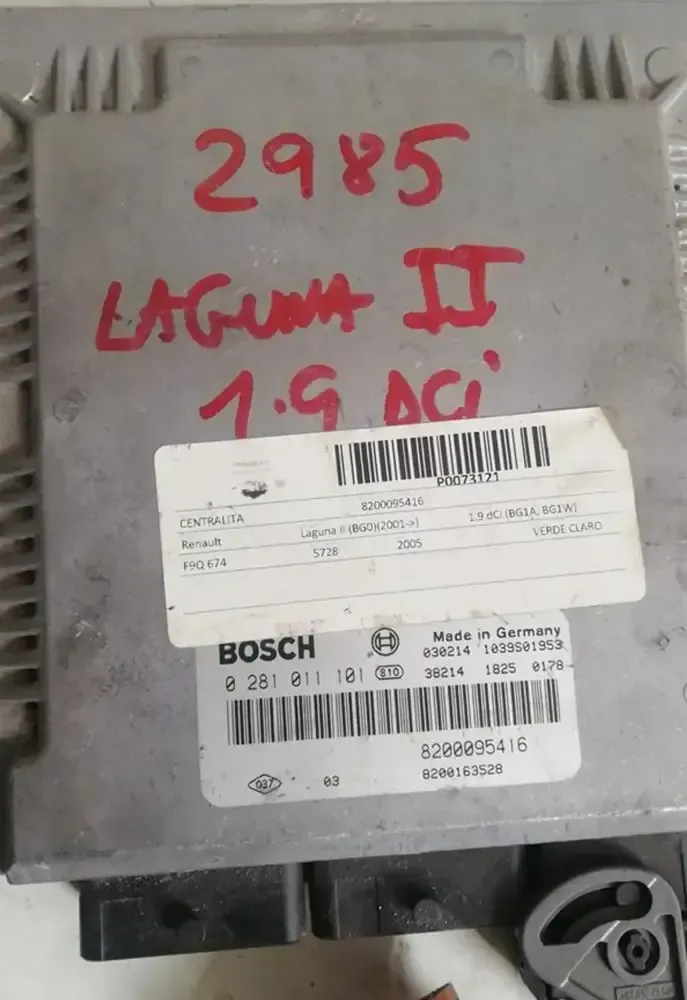 2985
LAGUNA II
1.9 DCi
P0073121
CENTRALITA 8200095416
Renault Laguna II (BG0)(2001->) 1.9 dCi (BG1A, BG1W)
F9Q 674 5728 2005 VERDE CLARO
BOSCH Made in Germany
030214 1039S01953
0 281 011 101 S10 38214 1825 0178
8200095416
037 03 8200163528